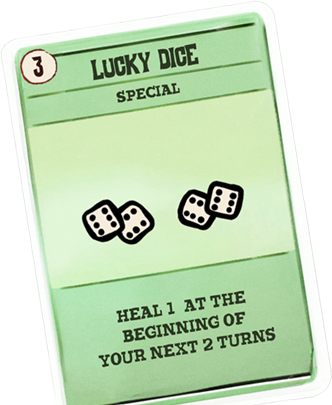 3
LUCKY DICE
SPECIAL
HEAL 1 AT THE
BEGINNING OF
YOUR NEXT 2 TURNS